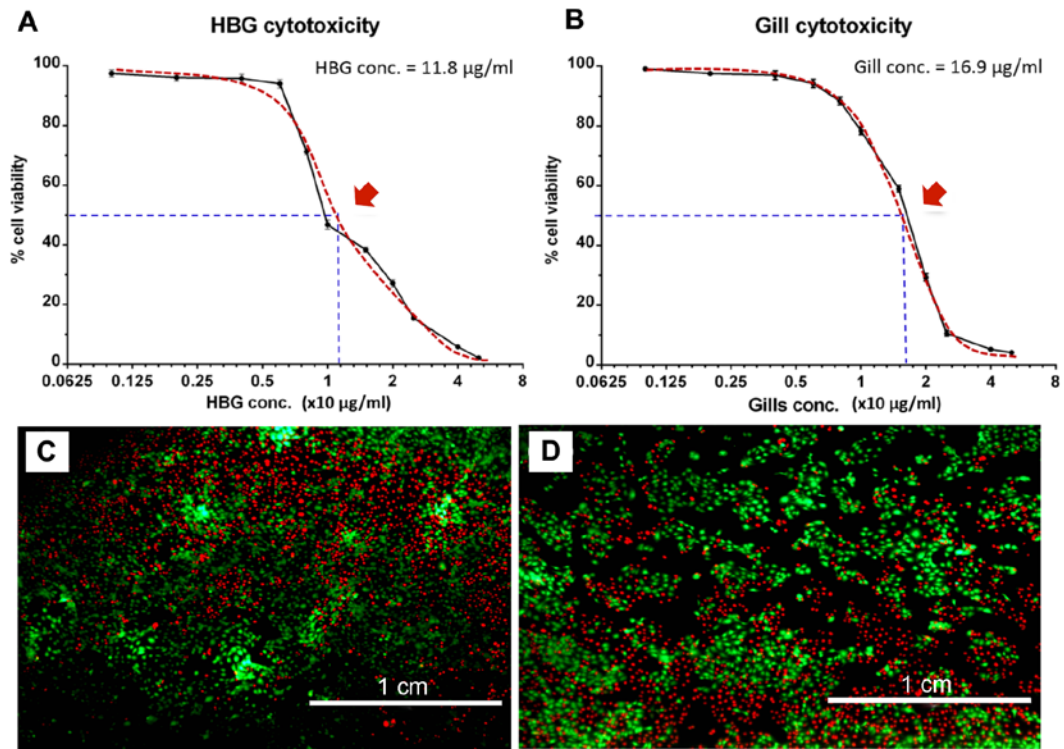 A
HBG cytotoxicity
HBG conc. = 11.8 µg/ml
% cell viability
100
80
60
40
20
0
0.0625 0.125 0.25 0.5 1 2 4 8
HBG conc. (x10 µg/ml)
B
Gill cytotoxicity
Gill conc. = 16.9 µg/ml
% cell viability
100
80
60
40
20
0
0.0625 0.125 0.25 0.5 1 2 4 8
Gills conc. (x10 µg/ml)
C
1 cm
D
1 cm